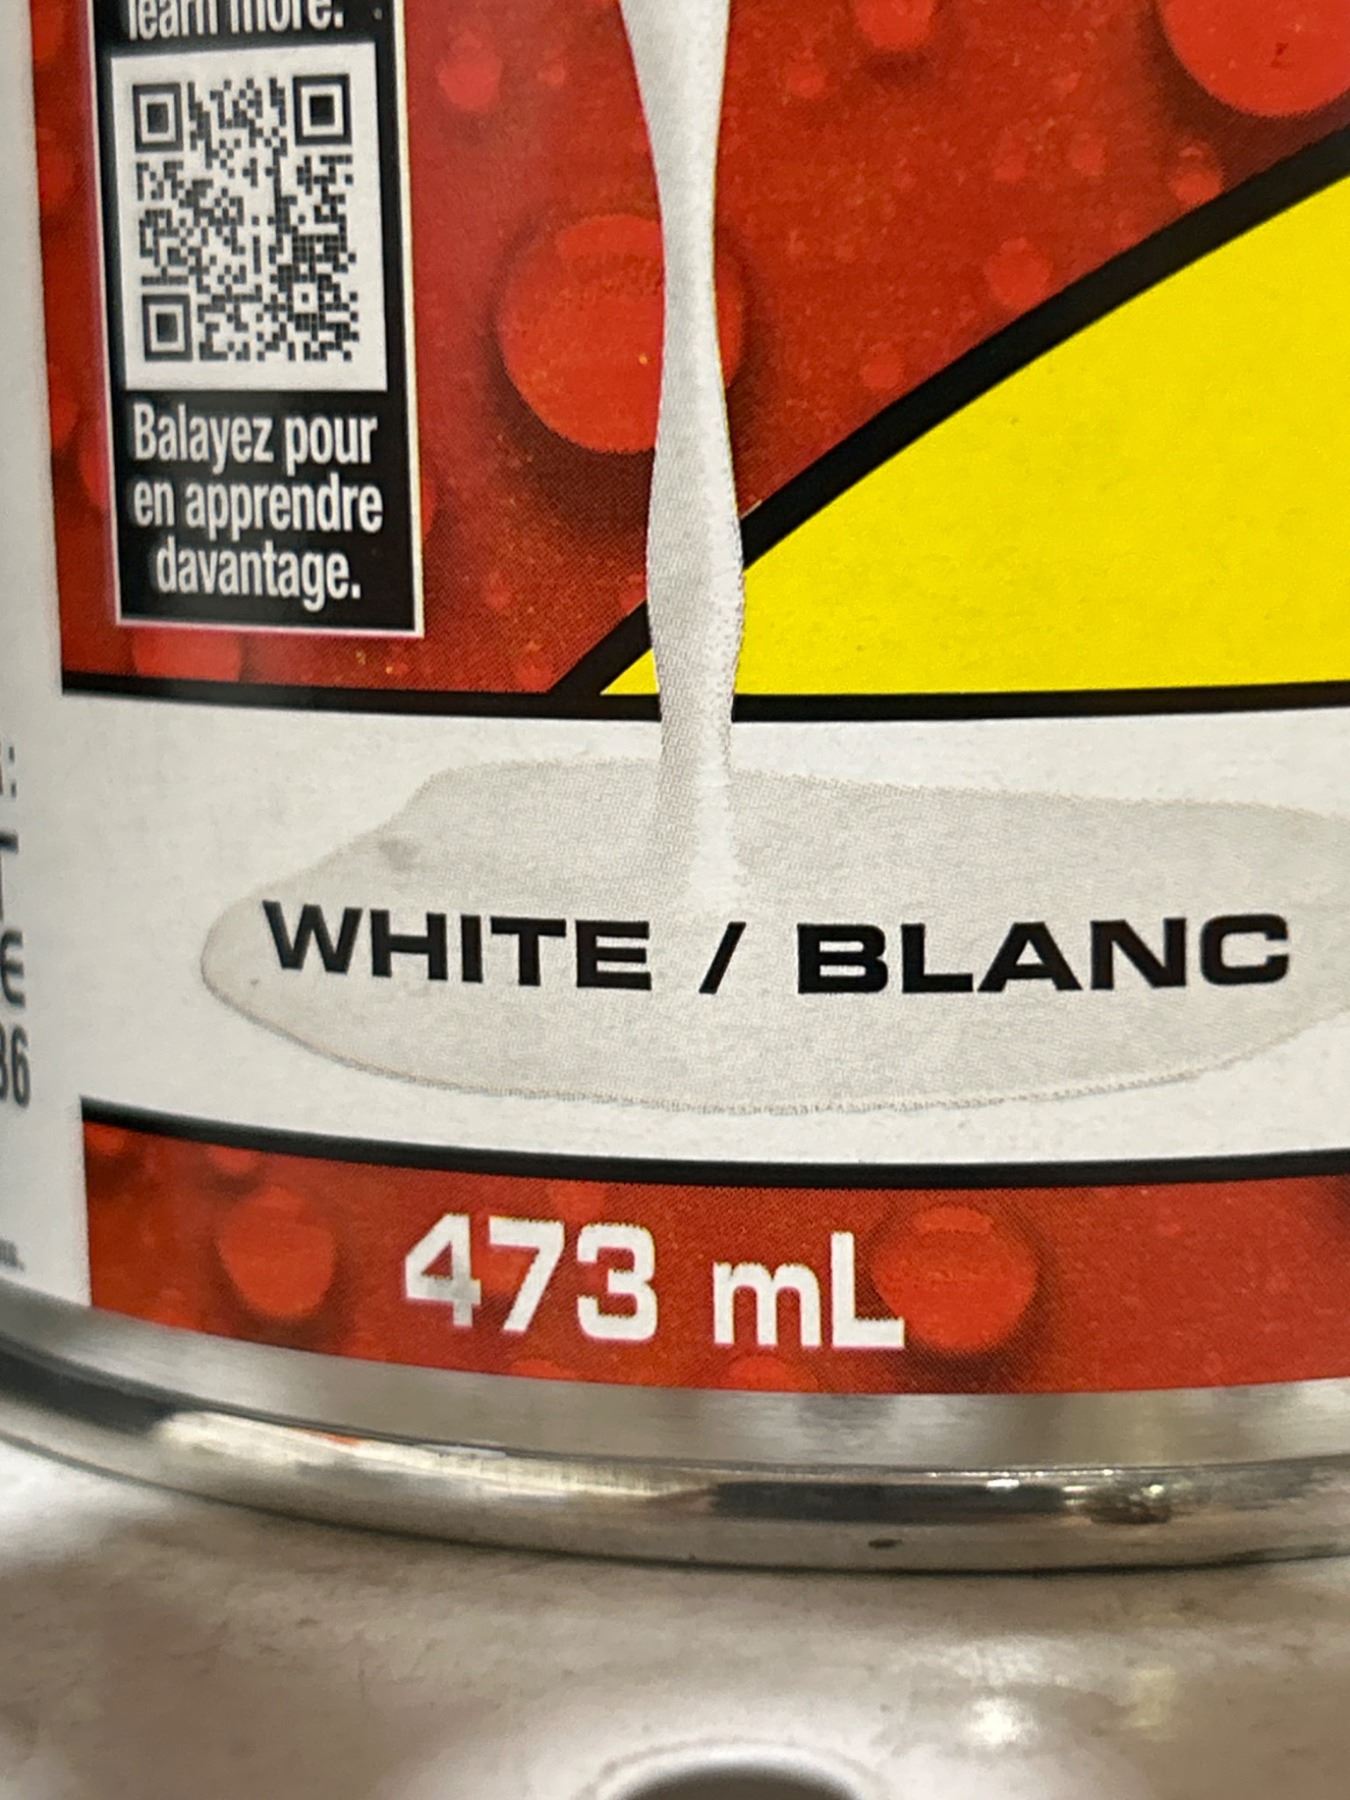 learn more.
Balayez pour
en apprendre
davantage.
WHITE / BLANC
473 mL